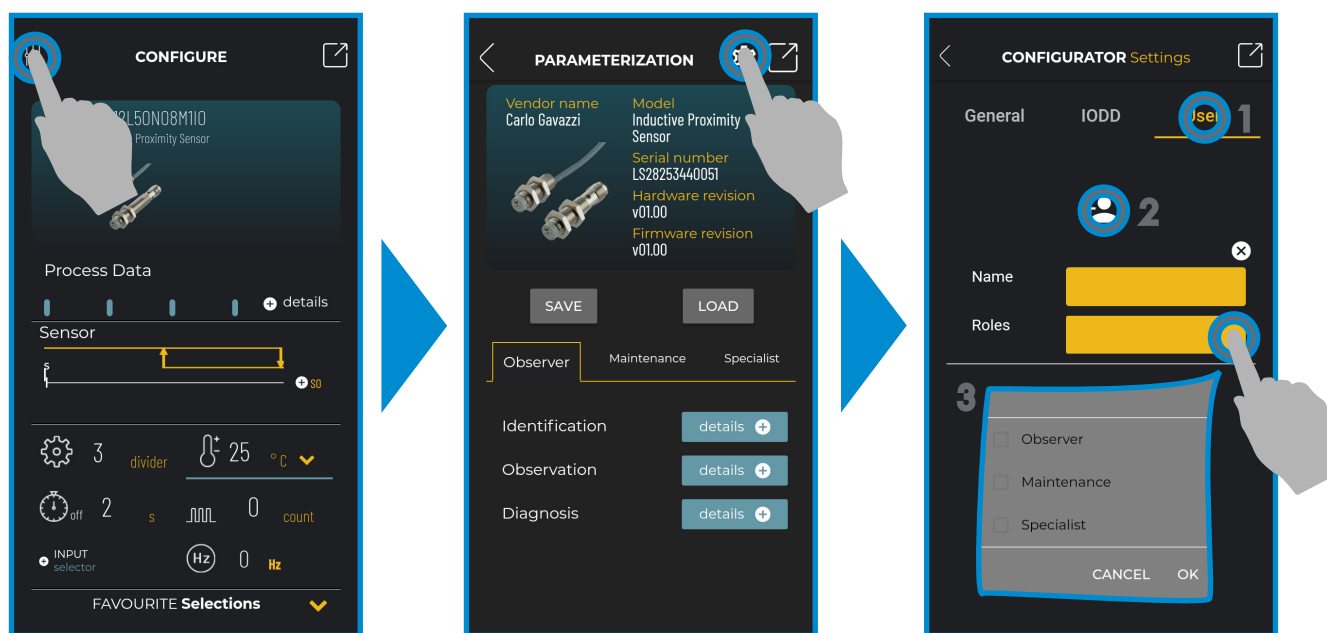 CONFIGURE
2L50N08M1IO
Proximity Sensor
Process Data
details
Sensor
s
so
3 divider
25 °C
off 2 s
0 count
INPUT
selector
Hz 0 Hz
FAVOURITE Selections
PARAMETERIZATION
Vendor name
Carlo Gavazzi
Model
Inductive Proximity
Sensor
Serial number
LS28253440051
Hardware revision
v01.00
Firmware revision
v01.00
SAVE LOAD
Observer Maintenance Specialist
Identification details
Observation details
Diagnosis details
CONFIGURATOR Settings
General IODD User 1
2
Name
Roles
3
Observer
Maintenance
Specialist
CANCEL OK